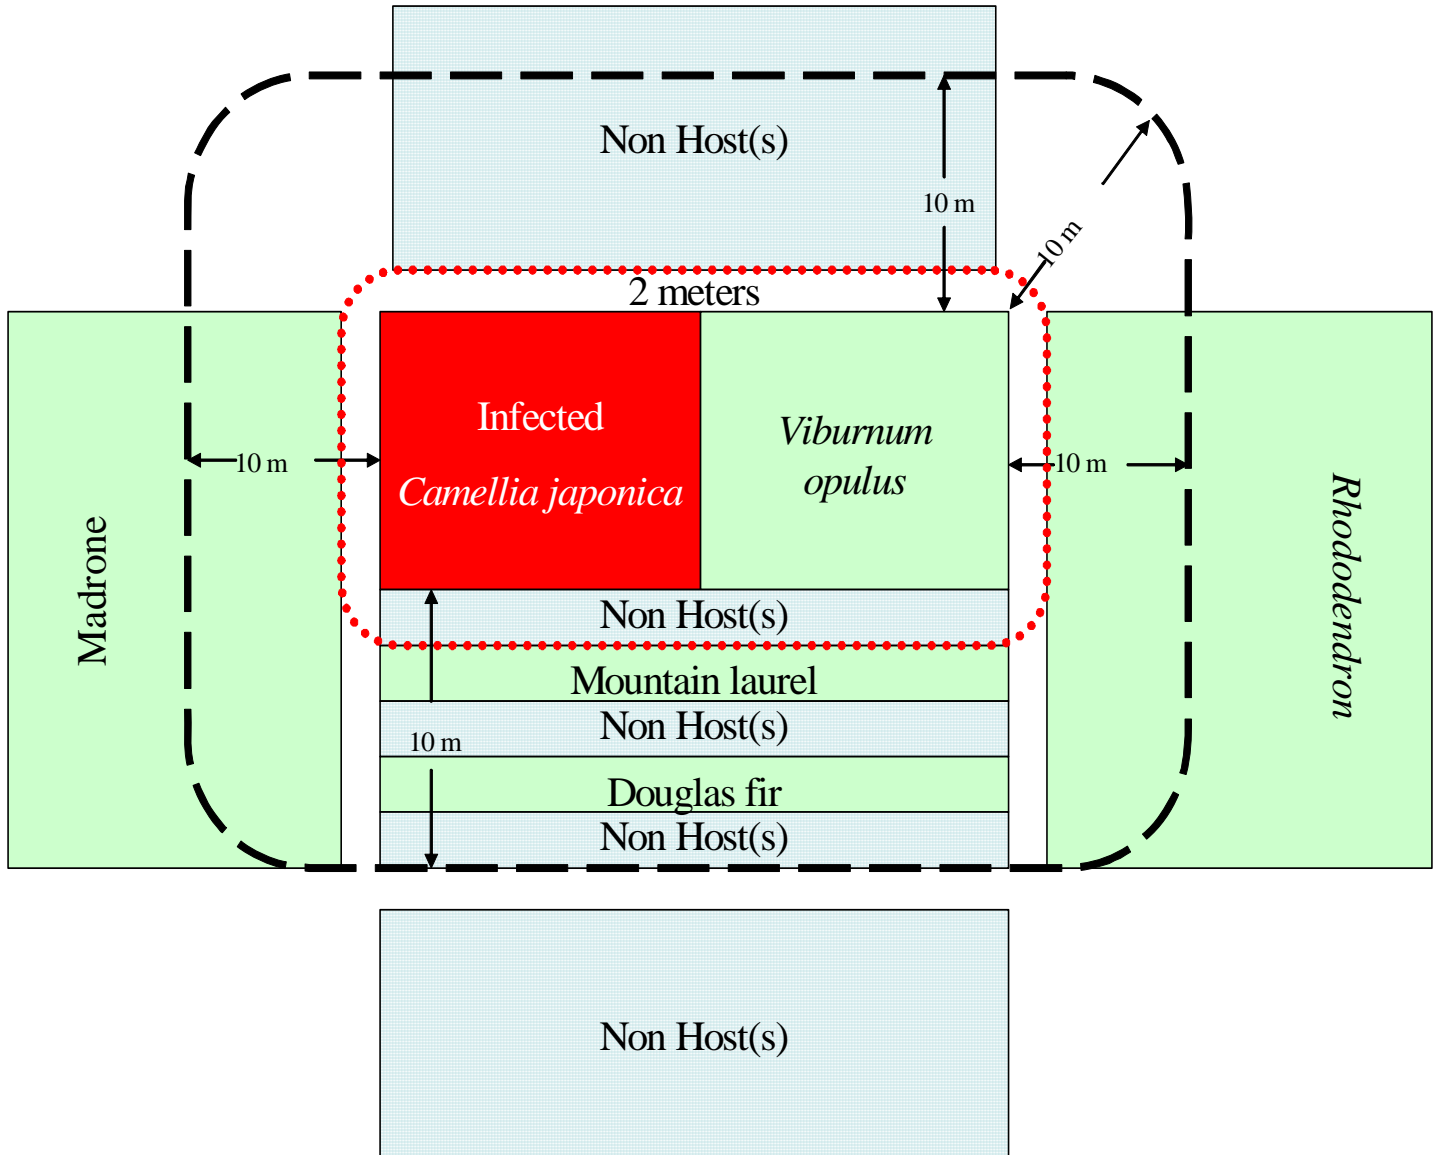 Non Host(s)
10 m
10 m
2 meters
Infected
Camellia japonica
Viburnum
opulus
10 m
10 m
Madrone
Rhododendron
Non Host(s)
Mountain laurel
Non Host(s)
10 m
Douglas fir
Non Host(s)
Non Host(s)